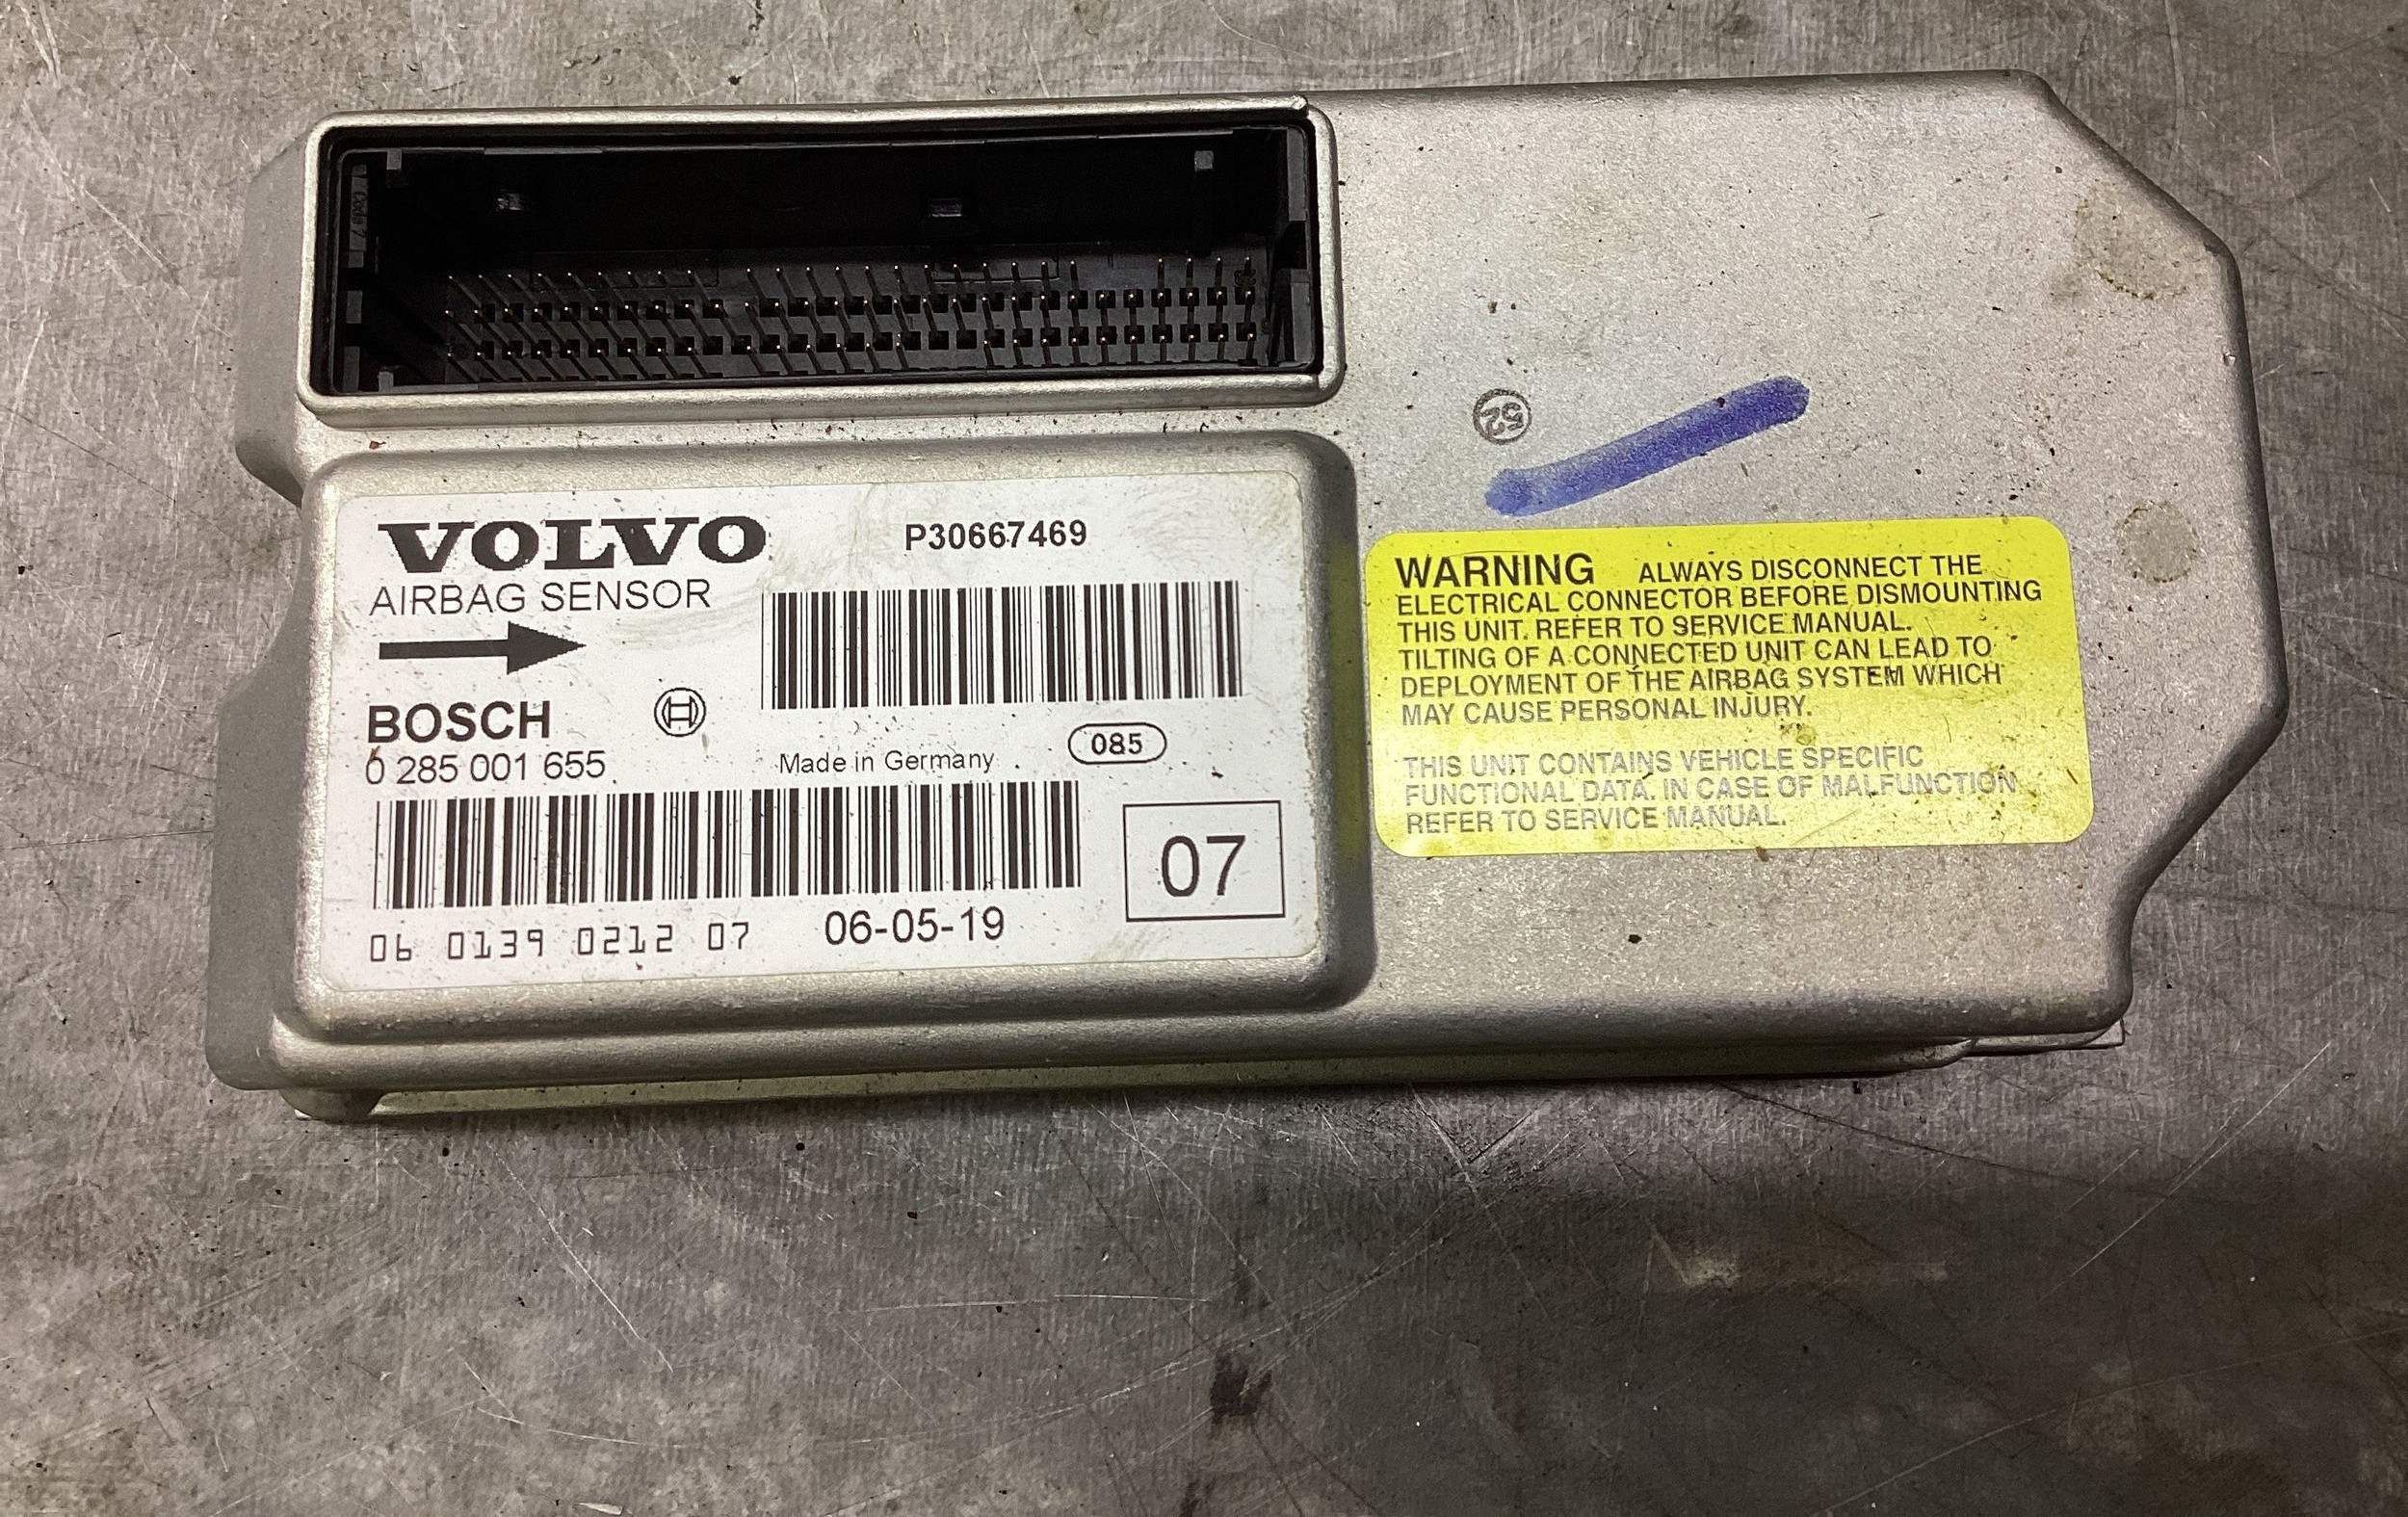 VOLVO
P30667469
AIRBAG SENSOR
BOSCH
0 285 001 655
Made in Germany
085
07
06 0139 0212 07
06-05-19
52
WARNING ALWAYS DISCONNECT THE
ELECTRICAL CONNECTOR BEFORE DISMOUNTING
THIS UNIT. REFER TO SERVICE MANUAL.
TILTING OF A CONNECTED UNIT CAN LEAD TO
DEPLOYMENT OF THE AIRBAG SYSTEM WHICH
MAY CAUSE PERSONAL INJURY.
THIS UNIT CONTAINS VEHICLE SPECIFIC
FUNCTIONAL DATA. IN CASE OF MALFUNCTION
REFER TO SERVICE MANUAL.